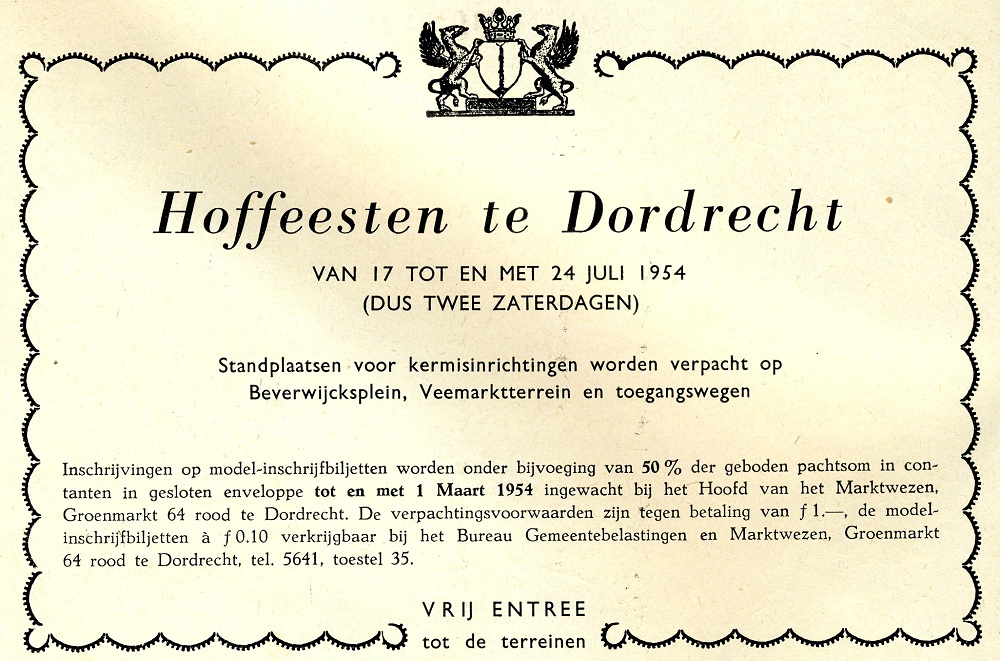 Hoffeesten te Dordrecht
VAN 17 TOT EN MET 24 JULI 1954
(DUS TWEE ZATERDAGEN)
Standplaatsen voor kermisinrichtingen worden verpacht op
Beverwijcksplein, Veemarktterrein en toegangswegen
Inschrijvingen op model-inschrijfbiljetten worden onder bijvoeging van 50 % der geboden pachtsom in con-
tanten in gesloten enveloppe tot en met 1 Maart 1954 ingewacht bij het Hoofd van het Marktwezen,
Groenmarkt 64 rood te Dordrecht. De verpachtingsvoorwaarden zijn tegen betaling van ƒ 1.—, de model-
inschrijfbiljetten à ƒ 0.10 verkrijgbaar bij het Bureau Gemeentebelastingen en Marktwezen, Groenmarkt
64 rood te Dordrecht, tel. 5641, toestel 35.
VRIJ ENTREE
tot de terreinen